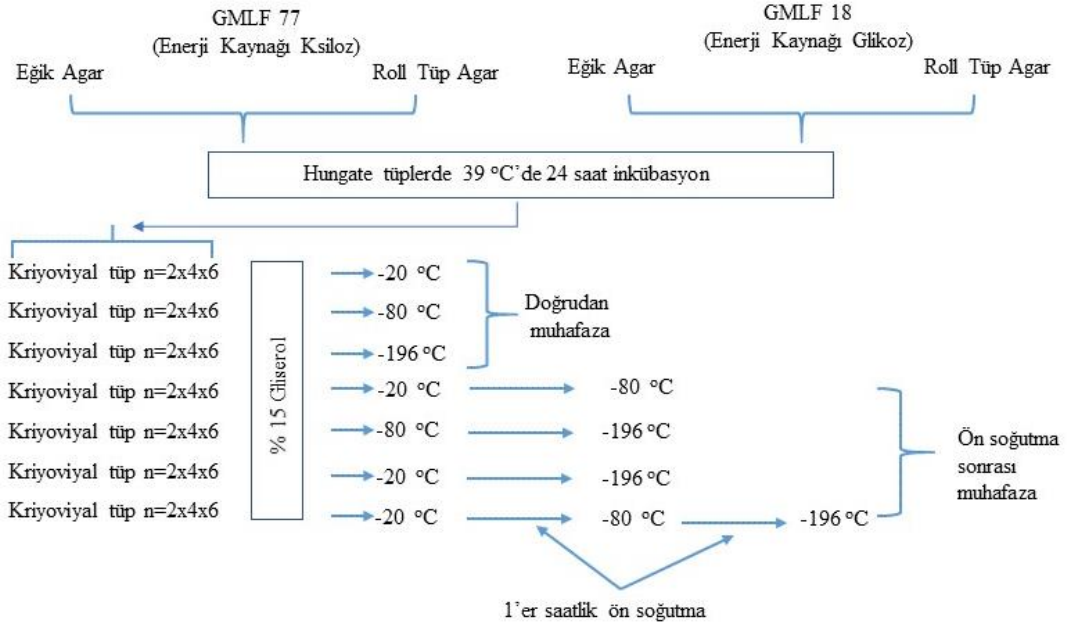 GMLF 77
(Enerji Kaynağı Ksiloz)
Eğik Agar
Roll Tüp Agar
GMLF 18
(Enerji Kaynağı Glikoz)
Eğik Agar
Roll Tüp Agar
Hungate tüplerde 39 °C'de 24 saat inkübasyon
Kriyoviyal tüp n=2x4x6
-20 °C
Kriyoviyal tüp n=2x4x6
-80 °C
Kriyoviyal tüp n=2x4x6
-196 °C
Doğrudan
muhafaza
Kriyoviyal tüp n=2x4x6
-20 °C
-80 °C
Kriyoviyal tüp n=2x4x6
-80 °C
-196 °C
Kriyoviyal tüp n=2x4x6
-20 °C
-196 °C
Kriyoviyal tüp n=2x4x6
-20 °C
-80 °C
-196 °C
% 15 Gliserol
Ön soğutma
sonrası
muhafaza
1'er saatlik ön soğutma